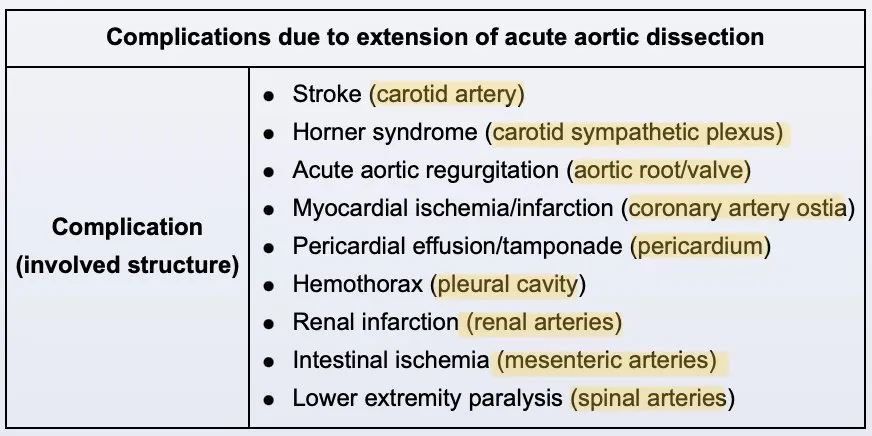 Complications due to extension of acute aortic dissection
Complication
(involved structure)
• Stroke (carotid artery)
• Horner syndrome (carotid sympathetic plexus)
• Acute aortic regurgitation (aortic root/valve)
• Myocardial ischemia/infarction (coronary artery ostia)
• Pericardial effusion/tamponade (pericardium)
• Hemothorax (pleural cavity)
• Renal infarction (renal arteries)
• Intestinal ischemia (mesenteric arteries)
• Lower extremity paralysis (spinal arteries)